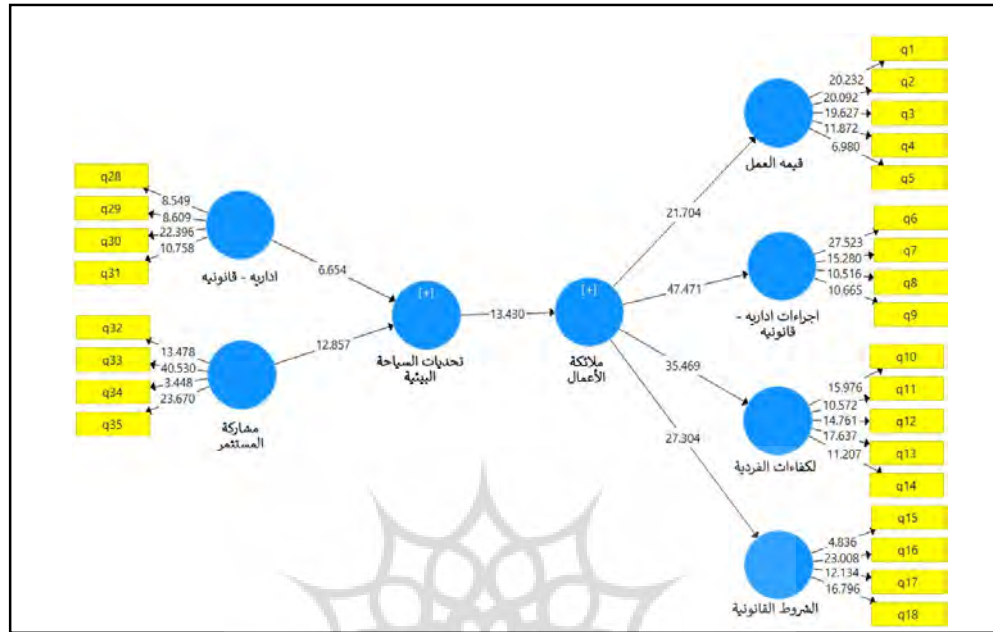 q28
q29
q30
q31
8.549
8.609
22.396
10.758
اداريه - قانونيه
6.654
q32
q33
q34
q35
13.478
40.530
3.448
23.670
مشاركة
المستثمر
12.857
[+]
تحديات السياحة
البيئية
13.430
[+]
ملائكة
الأعمال
21.704
47.471
35.469
27.304
قيمه العمل
20.232
20.092
19.627
11.872
6.980
q1
q2
q3
q4
q5
اجراءات اداريه -
قانونيه
27.523
15.280
10.516
10.665
q6
q7
q8
q9
لكفاءات الفردية
15.976
10.572
14.761
17.637
11.207
q10
q11
q12
q13
q14
الشروط القانونية
4.836
23.008
12.134
16.796
q15
q16
q17
q18